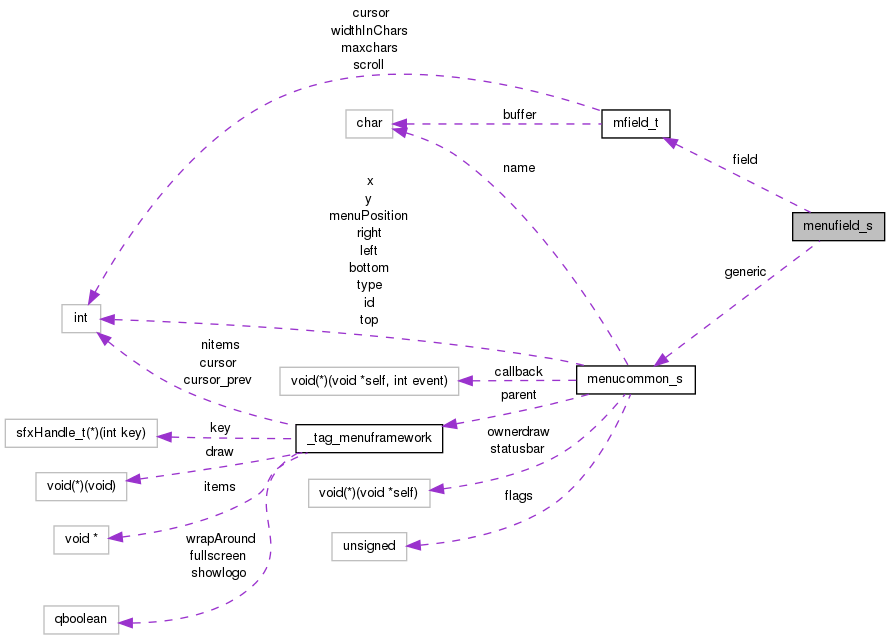 cursor
widthInChars
maxchars
scroll
char
buffer
mfield_t
name
field
x
y
menuPosition
right
left
bottom
type
id
top
menufield_s
generic
int
nitems
cursor
cursor_prev
void(*)(void *self, int event)
callback
menucommon_s
parent
sfxHandle_t(*)(int key)
key
_tag_menuframework
draw
ownerdraw
statusbar
void(*)(void)
items
void(*)(void *self)
flags
void *
wrapAround
fullscreen
showlogo
unsigned
qboolean